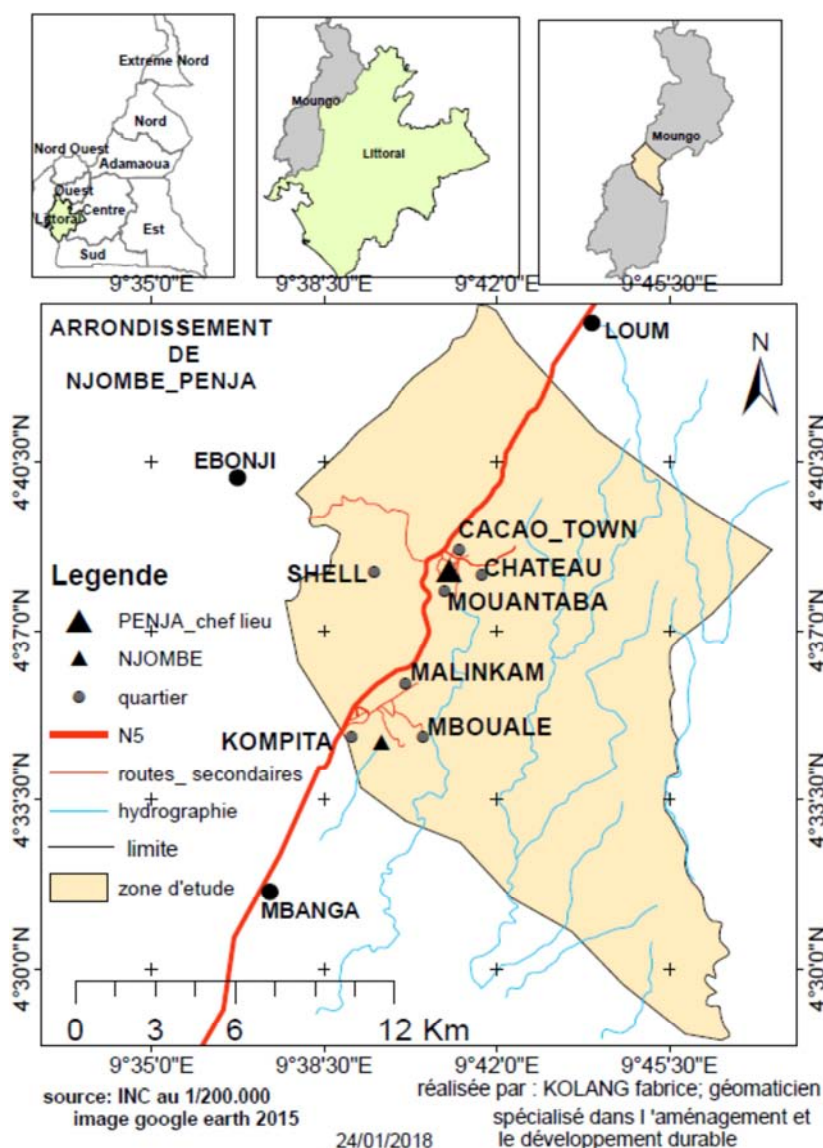 Extreme Nord
Nord
Nord Ouest
Adamaoua
Ouest
Littoral
Centre
Est
Sud
Moungo
Littoral
Moungo
9°35'0"E
9°38'30"E
9°42'0"E
9°45'30"E
ARRONDISSEMENT
DE
NJOMBE_PENJA
LOUM
N
4°40'30"N
4°40'30"N
EBONJI
CACAO_TOWN
SHELL
CHATEAU
MOUANTABA
4°37'0"N
4°37'0"N
MALINKAM
KOMPITA
MBOUALE
4°33'30"N
4°33'30"N
MBANGA
4°30'0"N
4°30'0"N
Legende
PENJA_chef lieu
NJOMBE
quartier
N5
routes_ secondaires
hydrographie
limite
zone d'etude
0 3 6 12 Km
9°35'0"E
9°38'30"E
9°42'0"E
9°45'30"E
source: INC au 1/200.000
image google earth 2015
24/01/2018
réalisée par : KOLANG fabrice; géomaticien
spécialisé dans l 'aménagement et
le développement durable